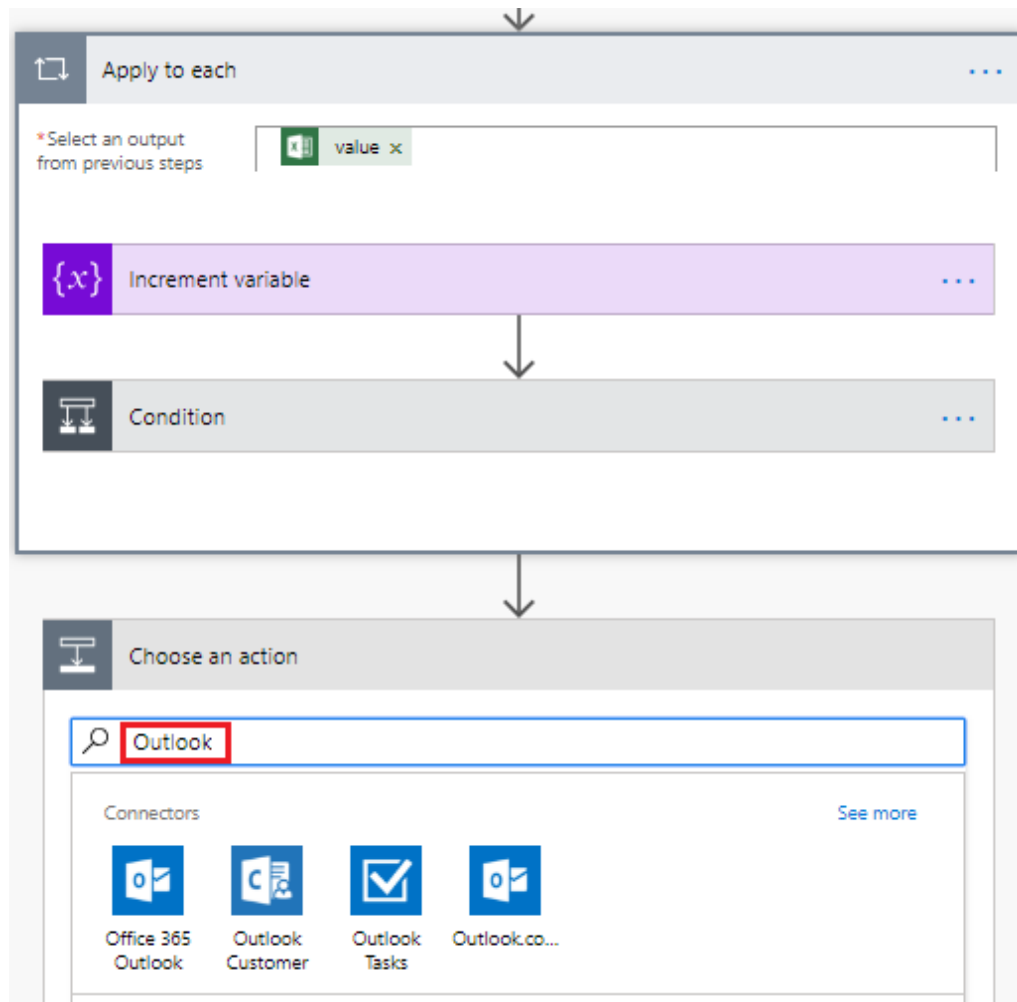 Apply to each
...
*Select an output
from previous steps
value ×
{x} Increment variable
...
Condition
...
Choose an action
Outlook
Connectors
See more
Office 365
Outlook
Outlook
Customer
Outlook
Tasks
Outlook.co...